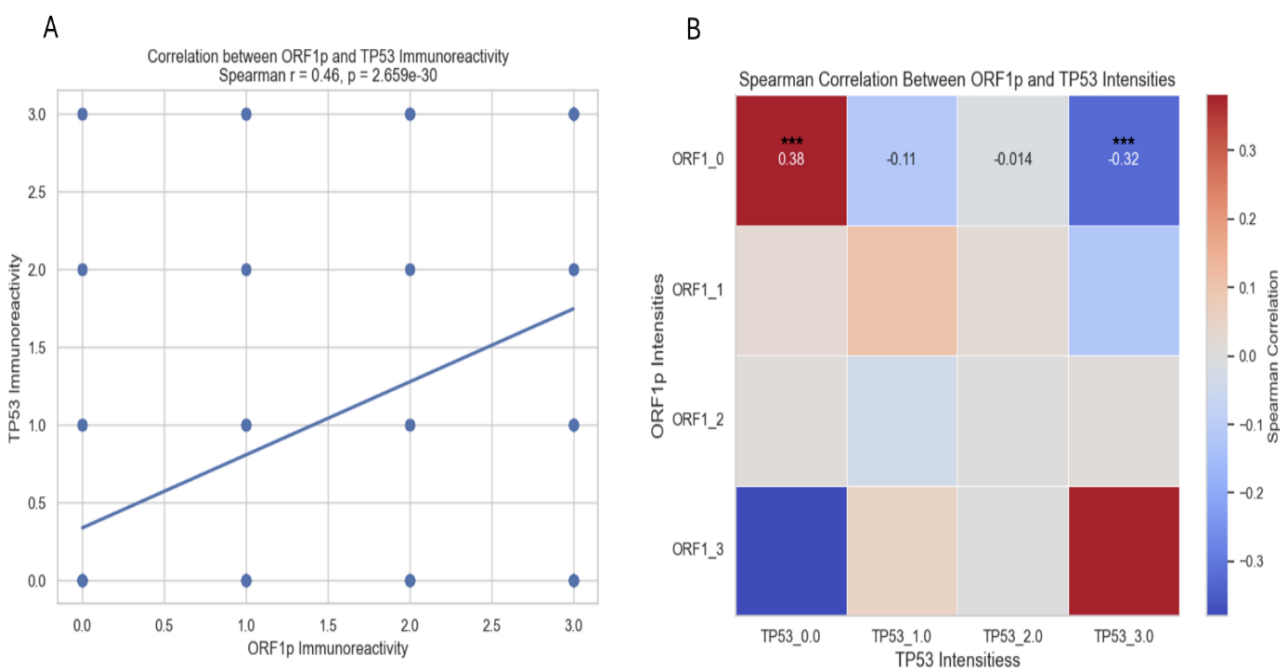 A
Correlation between ORF1p and TP53 Immunoreactivity
Spearman r = 0.46, p = 2.659e-30
TP53 Immunoreactivity
3.0
2.5
2.0
1.5
1.0
0.5
0.0
0.0 0.5 1.0 1.5 2.0 2.5 3.0
ORF1p Immunoreactivity
B
Spearman Correlation Between ORF1p and TP53 Intensities
ORF1p Intensities
ORF1_0
*** ***
0.38 -0.11 -0.014 -0.32
ORF1_1
ORF1_2
ORF1_3
TP53_0.0 TP53_1.0 TP53_2.0 TP53_3.0
TP53 Intensitiess
0.3
0.2
0.1
0.0
−0.1
−0.2
−0.3
Spearman Correlation